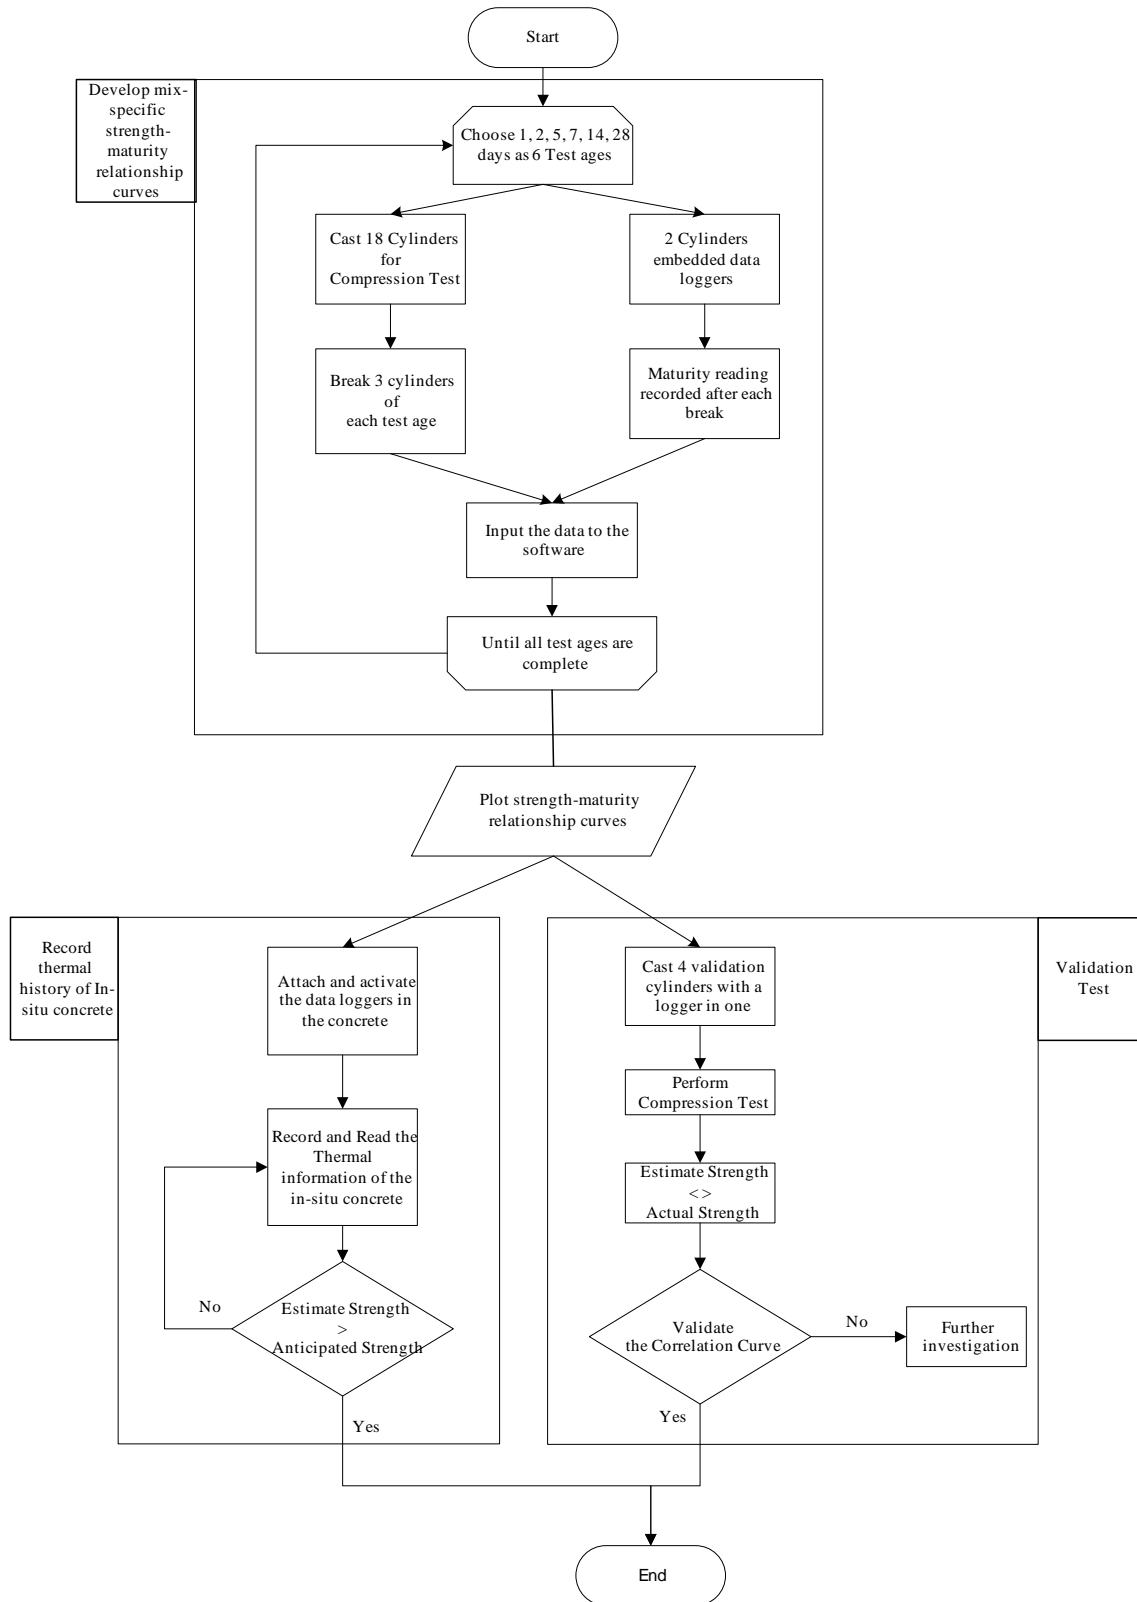 Start
Develop mix-
specific
strength-
maturity
relationship
curves
Choose 1, 2, 5, 7, 14, 28
days as 6 Test ages
Cast 18 Cylinders
for
Compression Test
2 Cylinders
embedded data
loggers
Break 3 cylinders
of
each test age
Maturity reading
recorded after each
break
Input the data to the
software
Until all test ages are
complete
Plot strength-maturity
relationship curves
Record
thermal
history of In-
situ concrete
Attach and activate
the data loggers in
the concrete
Record and Read the
Thermal
information of the
in-situ concrete
No
Estimate Strength
>
Anticipated Strength
Yes
Cast 4 validation
cylinders with a
logger in one
Validation
Test
Perform
Compression Test
Estimate Strength
<>
Actual Strength
Validate
the Correlation Curve
No
Further
investigation
Yes
End